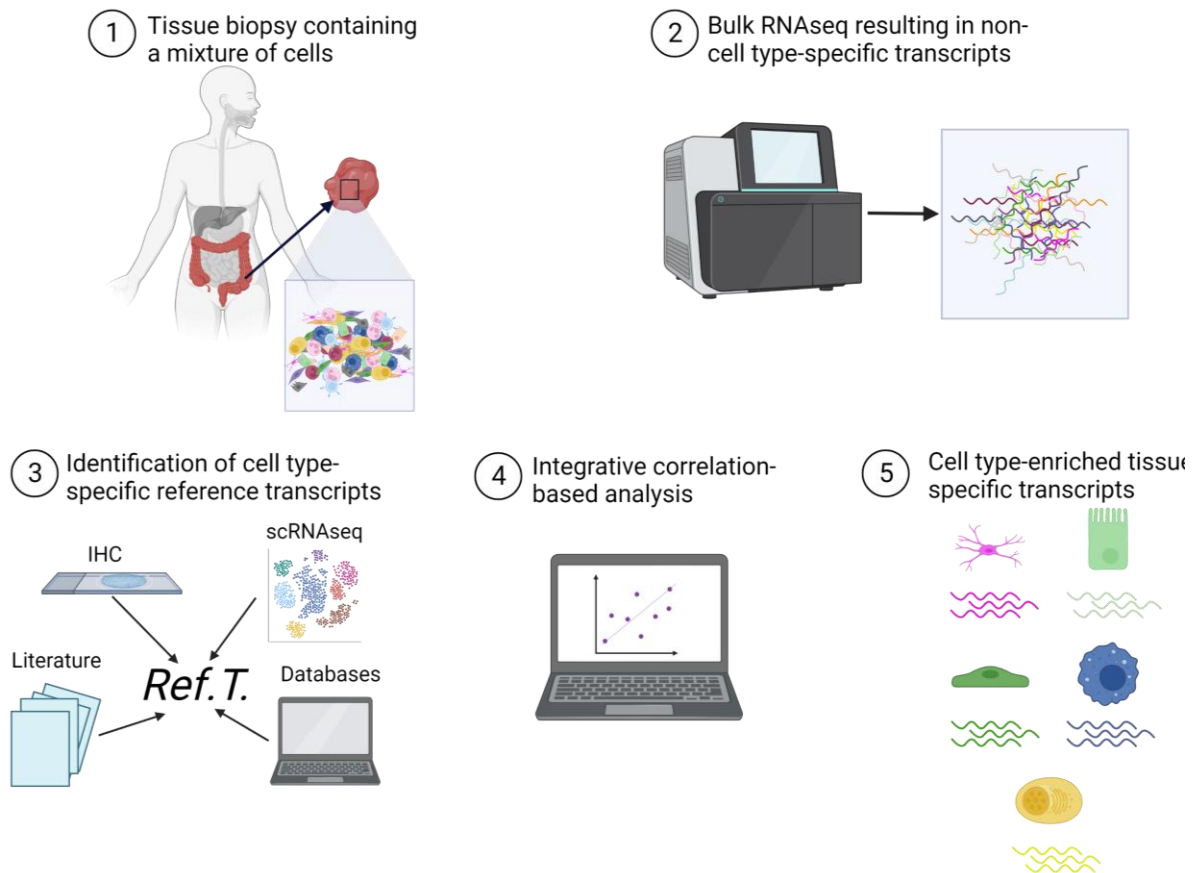 1
Tissue biopsy containing
a mixture of cells
2
Bulk RNAseq resulting in non-
cell type-specific transcripts
3
Identification of cell type-
specific reference transcripts
IHC
scRNAseq
Literature
Ref.T.
Databases
4
Integrative correlation-
based analysis
5
Cell type-enriched tissue
specific transcripts